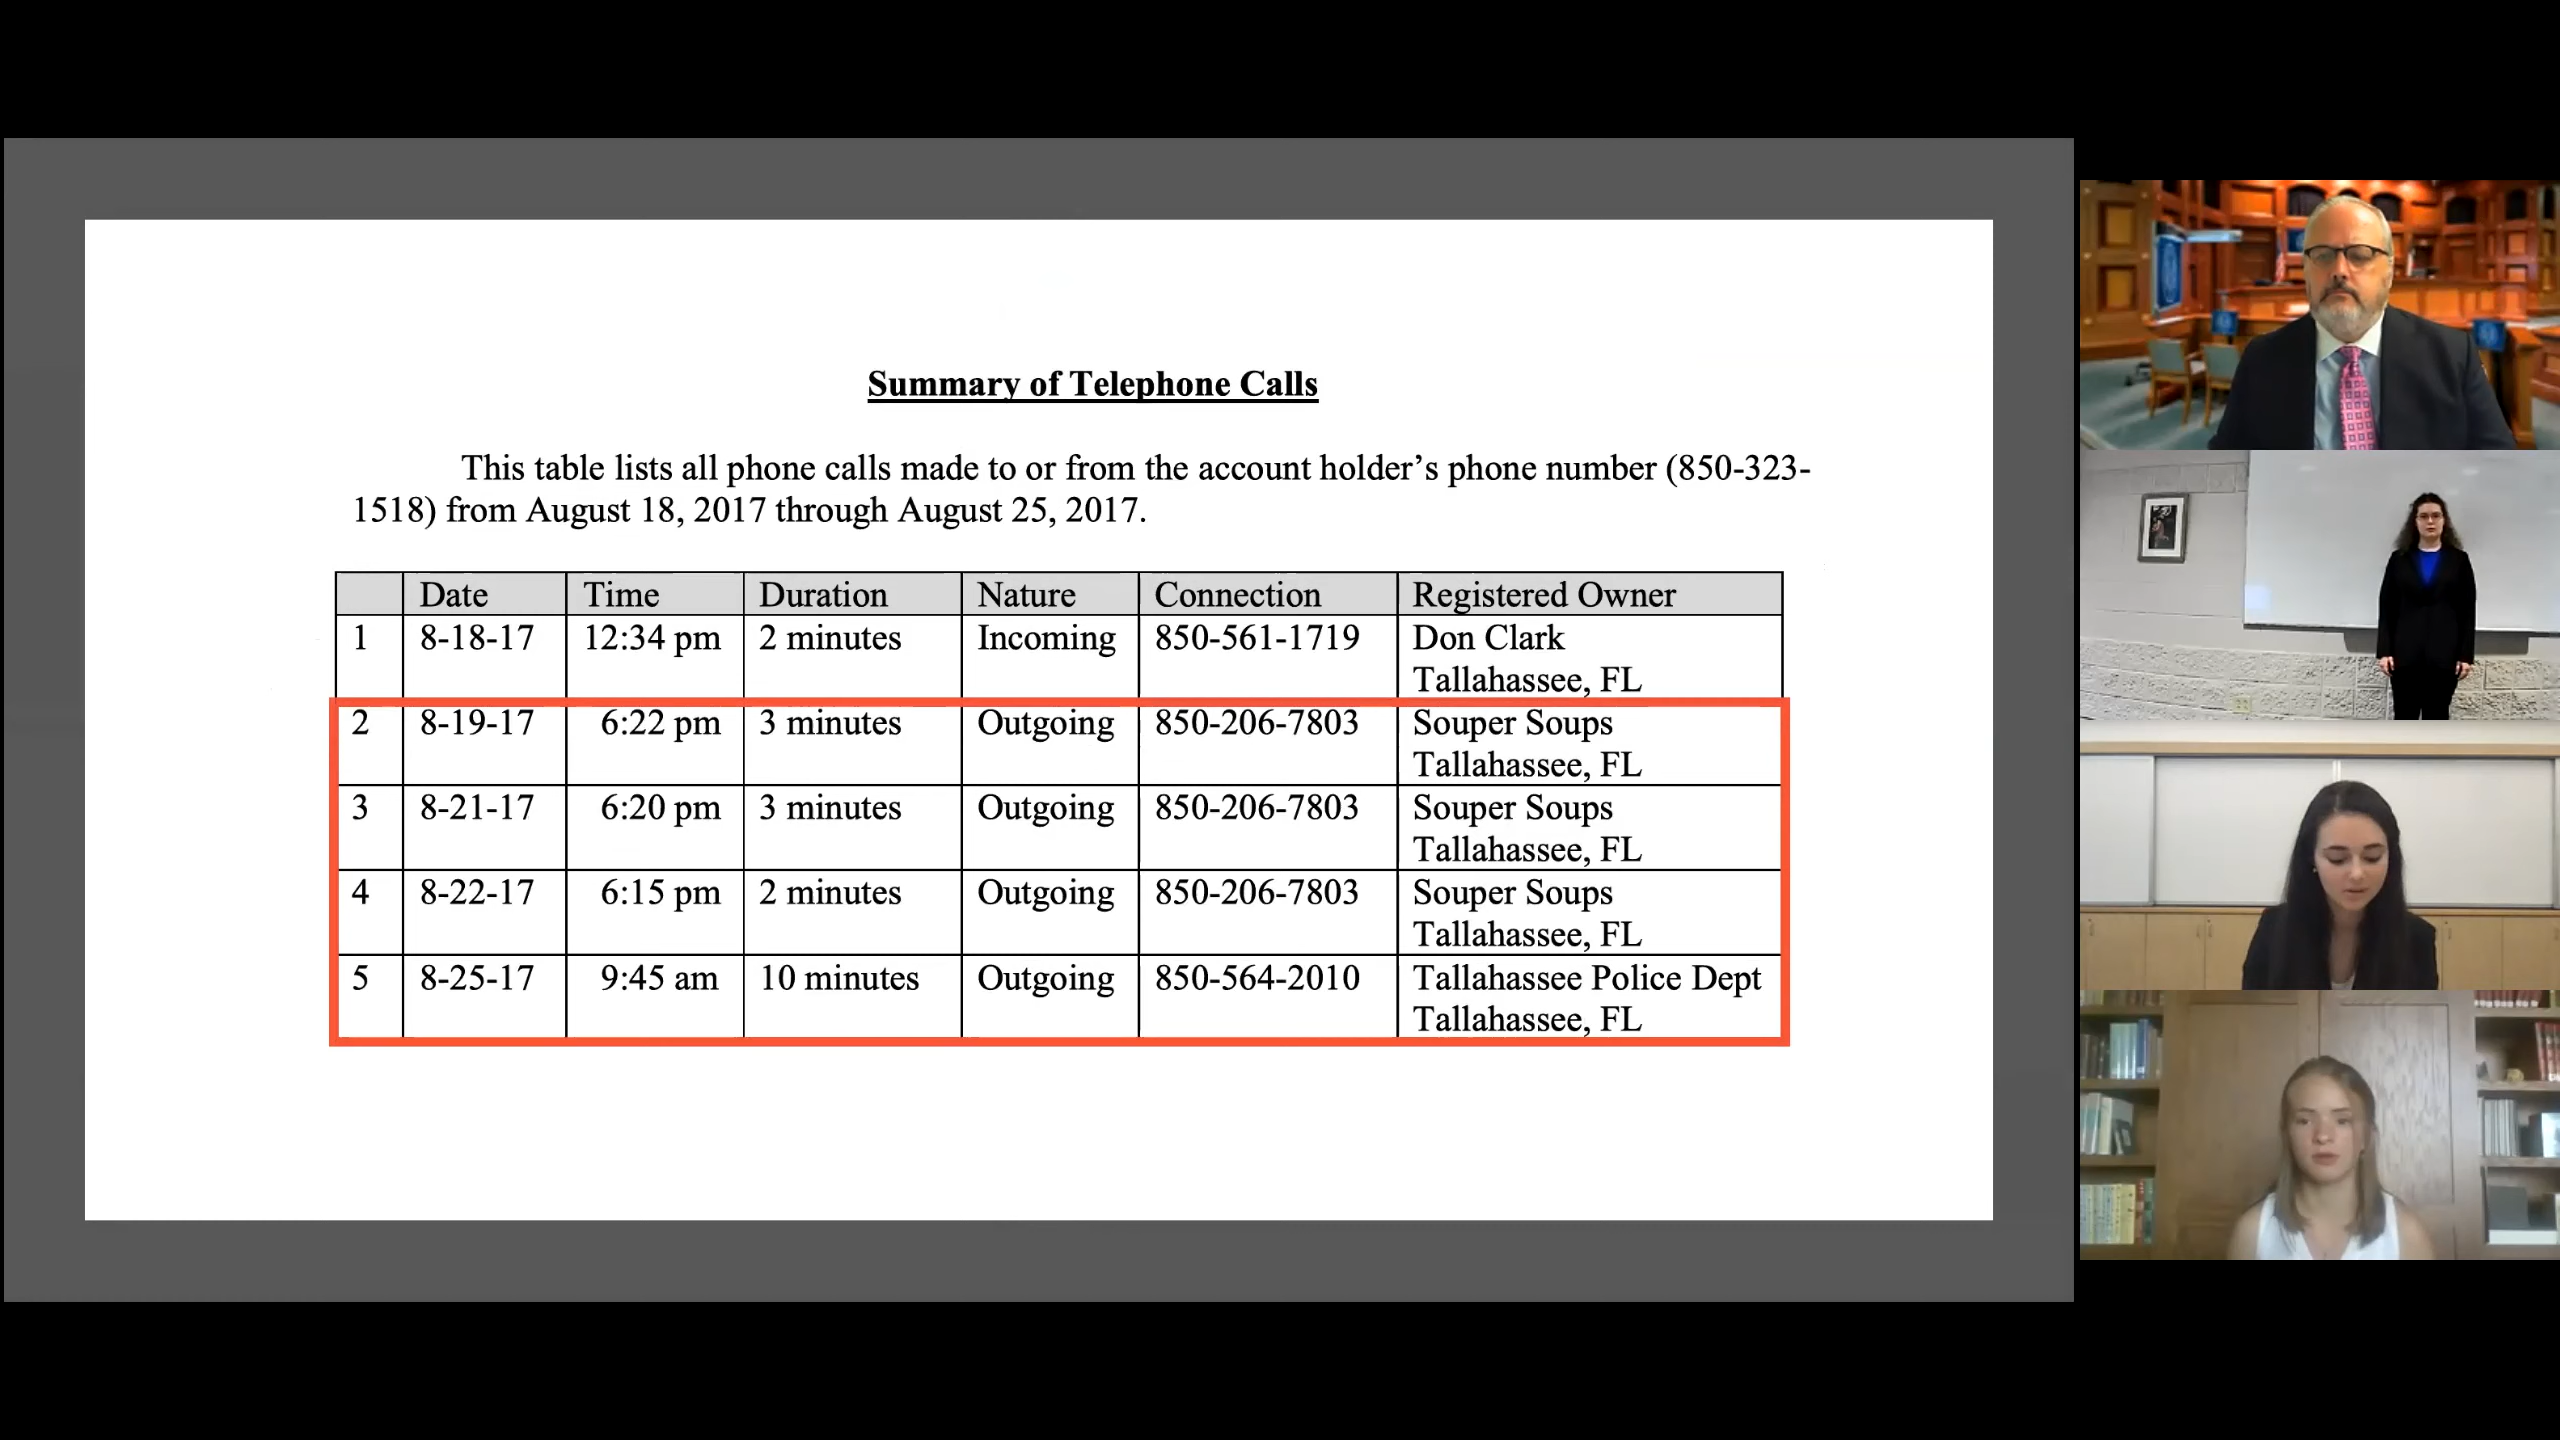 Summary of Telephone Calls
This table lists all phone calls made to or from the account holder’s phone number (850-323-
1518) from August 18, 2017 through August 25, 2017.
Date Time Duration Nature Connection Registered Owner
1 8-18-17 12:34 pm 2 minutes Incoming 850-561-1719 Don Clark
Tallahassee, FL
2 8-19-17 6:22 pm 3 minutes Outgoing 850-206-7803 Souper Soups
Tallahassee, FL
3 8-21-17 6:20 pm 3 minutes Outgoing 850-206-7803 Souper Soups
Tallahassee, FL
4 8-22-17 6:15 pm 2 minutes Outgoing 850-206-7803 Souper Soups
Tallahassee, FL
5 8-25-17 9:45 am 10 minutes Outgoing 850-564-2010 Tallahassee Police Dept
Tallahassee, FL